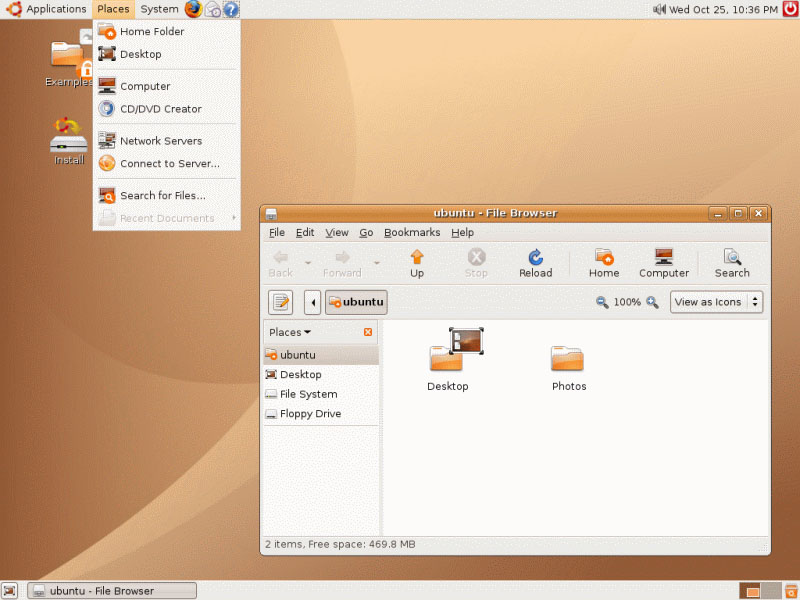 Applications Places System Wed Oct 25, 10:36 PM
Home Folder
Desktop
Computer
CD/DVD Creator
Network Servers
Connect to Server...
Search for Files...
Recent Documents
Examples
Install
ubuntu - File Browser
File Edit View Go Bookmarks Help
Back Forward Up Stop Reload Home Computer Search
ubuntu 100% View as Icons
Places
ubuntu
Desktop
File System
Floppy Drive
Desktop Photos
2 items, Free space: 469.8 MB
ubuntu - File Browser